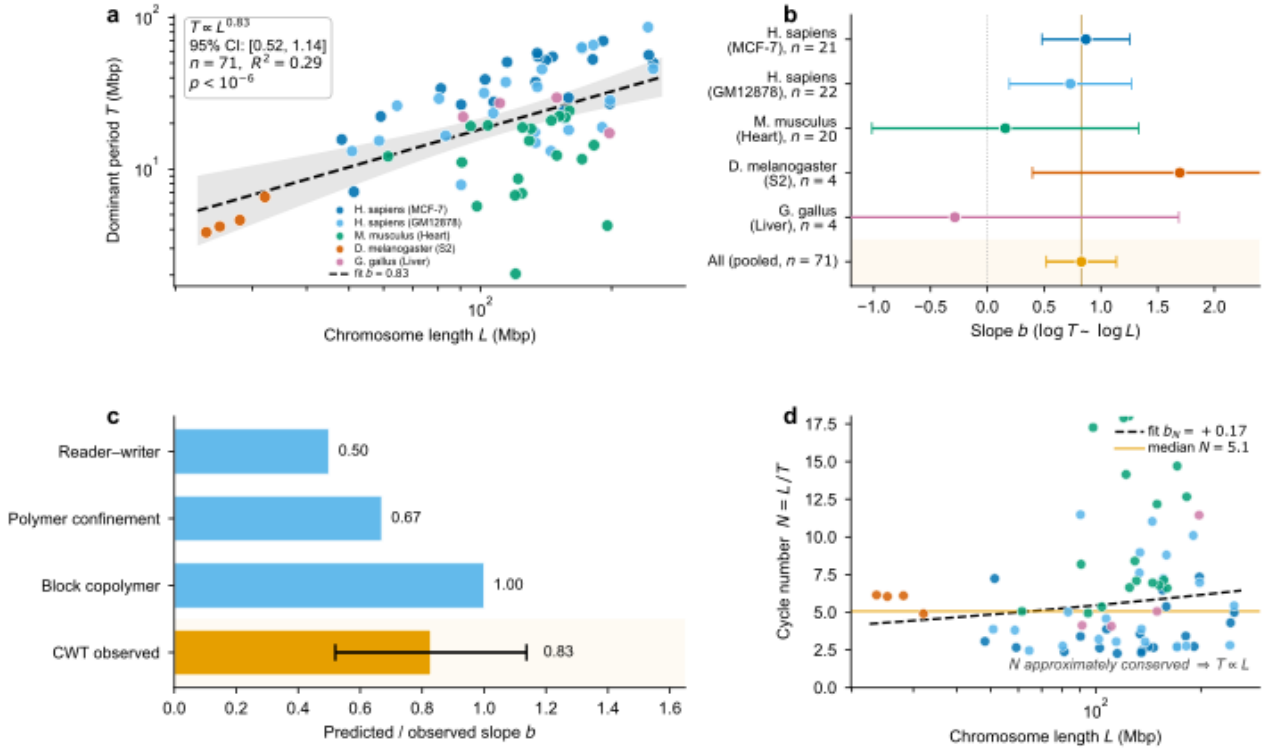 a
T ∝ L^0.83
95% CI: [0.52, 1.14]
n = 71, R² = 0.29
p < 10⁻⁶
10²
10¹
Dominant period T (Mbp)
H. sapiens (MCF-7)
H. sapiens (GM12878)
M. musculus (Heart)
D. melanogaster (S2)
G. gallus (Liver)
fit b = 0.83
10²
Chromosome length L (Mbp)
b
H. sapiens
(MCF-7), n = 21
H. sapiens
(GM12878), n = 22
M. musculus
(Heart), n = 20
D. melanogaster
(S2), n = 4
G. gallus
(Liver), n = 4
All (pooled, n = 71)
−1.0 −0.5 0.0 0.5 1.0 1.5 2.0
Slope b (log T ~ log L)
c
Reader–writer
0.50
Polymer confinement
0.67
Block copolymer
1.00
CWT observed
0.83
0.0 0.2 0.4 0.6 0.8 1.0 1.2 1.4 1.6
Predicted / observed slope b
d
17.5
15.0
12.5
10.0
7.5
5.0
2.5
0.0
Cycle number N = L/T
fit b_N = +0.17
median N = 5.1
N approximately conserved ⇒ T ∝ L
10²
Chromosome length L (Mbp)